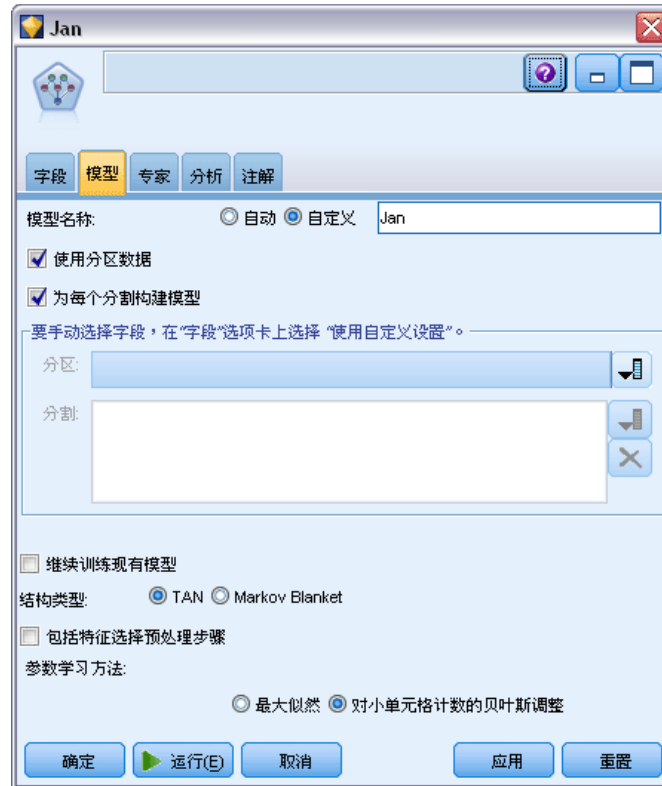 Jan
字段 模型 专家 分析 注解
模型名称: 自动 自定义 Jan
使用分区数据
为每个分割构建模型
要手动选择字段，在“字段”选项卡上选择 “使用自定义设置”。
分区:
分割:
继续训练现有模型
结构类型: TAN Markov Blanket
包括特征选择预处理步骤
参数学习方法:
最大似然 对小单元格计数的贝叶斯调整
确定 运行(E) 取消 应用 重置